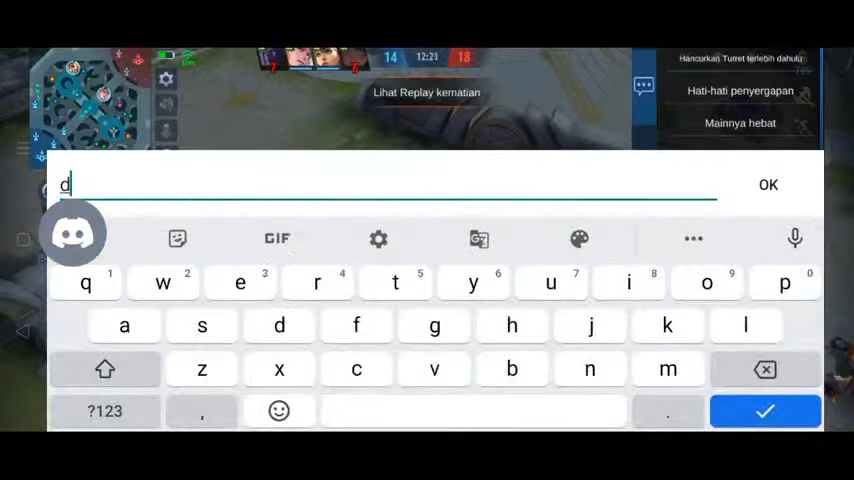 14 12:21 18
7
Lihat Replay kematian
Hancurkan Turret terlebih dahulu
Hati-hati penyergapan
Mainnya hebat
d
OK
GIF
q 1 w 2 e 3 r 4 t 5 y 6 u 7 i 8 o 9 p 0
a s d f g h j k l
z x c v b n m
?123 , .